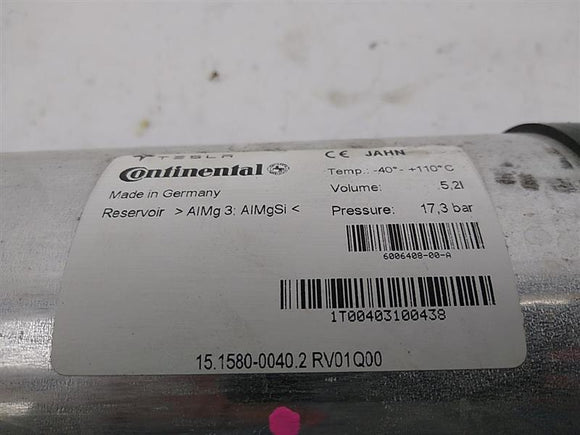 TESLA
Continental
Made in Germany
Reservoir > AlMg 3: AlMgSi <
CE JAHN
Temp.: -40°- +110°C
Volume: 5,2l
Pressure: 17,3 bar
6006408-00-A
1T00403100438
15.1580-0040.2 RV01Q00